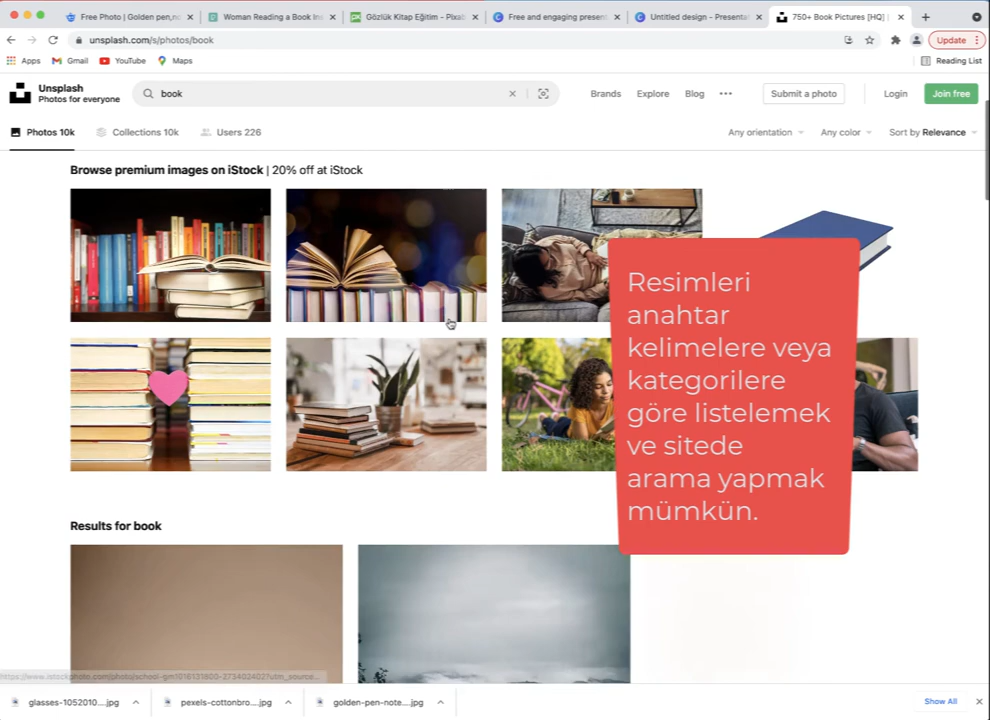 Free Photo | Golden pen,no
Woman Reading a Book In
Gözlük Kitap Eğitim - Pixab
Free and engaging present
Untitled design - Presentat
750+ Book Pictures [HQ] |
unsplash.com/s/photos/book
Update
Apps
Gmail
YouTube
Maps
Reading List
Unsplash
Photos for everyone
book
Brands
Explore
Blog
Submit a photo
Login
Join free
Photos 10k
Collections 10k
Users 226
Any orientation
Any color
Sort by Relevance
Browse premium images on iStock | 20% off at iStock
Resimleri
anahtar
kelimelere veya
kategorilere
göre listelemek
ve sitede
arama yapmak
mümkün.
Results for book
glasses-1052010....jpg
pexels-cottonbro....jpg
golden-pen-note....jpg
Show All